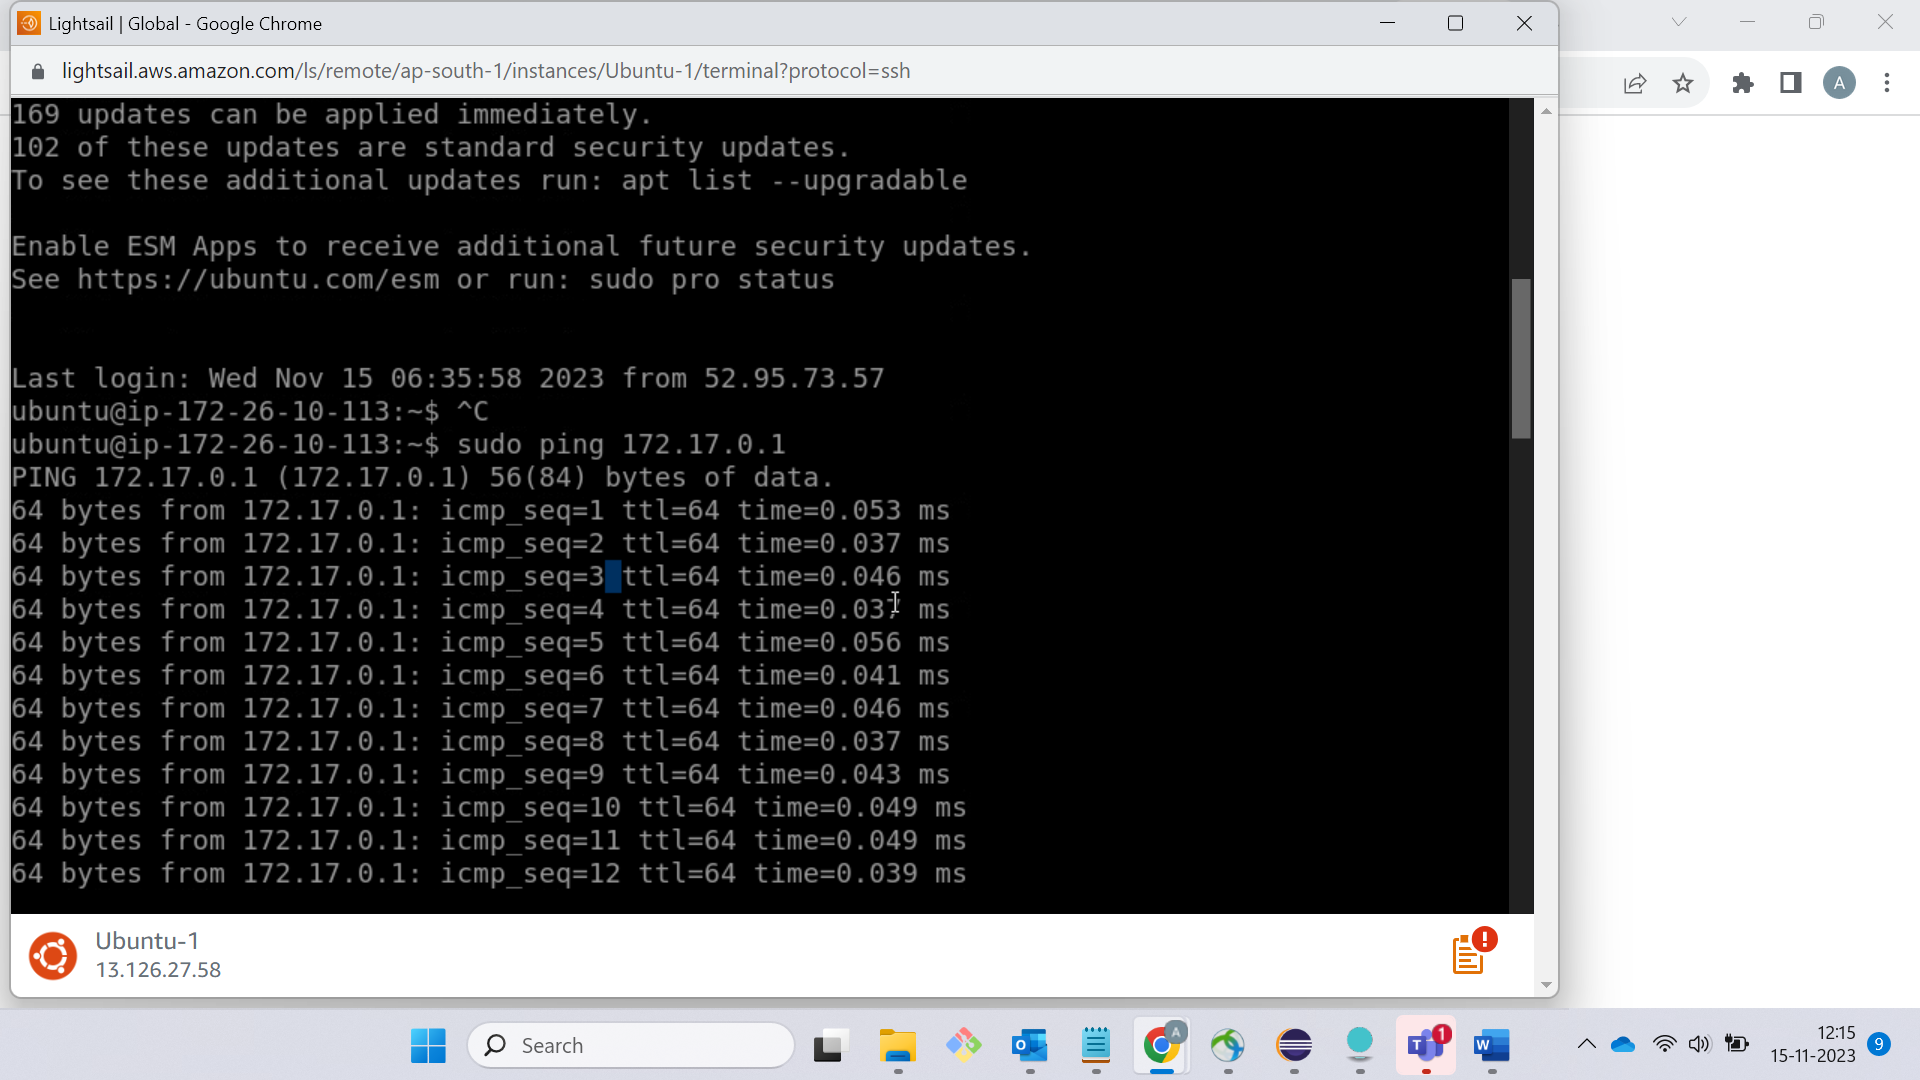 Lightsail | Global - Google Chrome
lightsail.aws.amazon.com/ls/remote/ap-south-1/instances/Ubuntu-1/terminal?protocol=ssh
A
169 updates can be applied immediately.
102 of these updates are standard security updates.
To see these additional updates run: apt list --upgradable
Enable ESM Apps to receive additional future security updates.
See https://ubuntu.com/esm or run: sudo pro status
Last login: Wed Nov 15 06:35:58 2023 from 52.95.73.57
ubuntu@ip-172-26-10-113:~$ ^C
ubuntu@ip-172-26-10-113:~$ sudo ping 172.17.0.1
PING 172.17.0.1 (172.17.0.1) 56(84) bytes of data.
64 bytes from 172.17.0.1: icmp_seq=1 ttl=64 time=0.053 ms
64 bytes from 172.17.0.1: icmp_seq=2 ttl=64 time=0.037 ms
64 bytes from 172.17.0.1: icmp_seq=3 ttl=64 time=0.046 ms
64 bytes from 172.17.0.1: icmp_seq=4 ttl=64 time=0.037 ms
64 bytes from 172.17.0.1: icmp_seq=5 ttl=64 time=0.056 ms
64 bytes from 172.17.0.1: icmp_seq=6 ttl=64 time=0.041 ms
64 bytes from 172.17.0.1: icmp_seq=7 ttl=64 time=0.046 ms
64 bytes from 172.17.0.1: icmp_seq=8 ttl=64 time=0.037 ms
64 bytes from 172.17.0.1: icmp_seq=9 ttl=64 time=0.043 ms
64 bytes from 172.17.0.1: icmp_seq=10 ttl=64 time=0.049 ms
64 bytes from 172.17.0.1: icmp_seq=11 ttl=64 time=0.049 ms
64 bytes from 172.17.0.1: icmp_seq=12 ttl=64 time=0.039 ms
Ubuntu-1
13.126.27.58
Search
12:15
15-11-2023
9